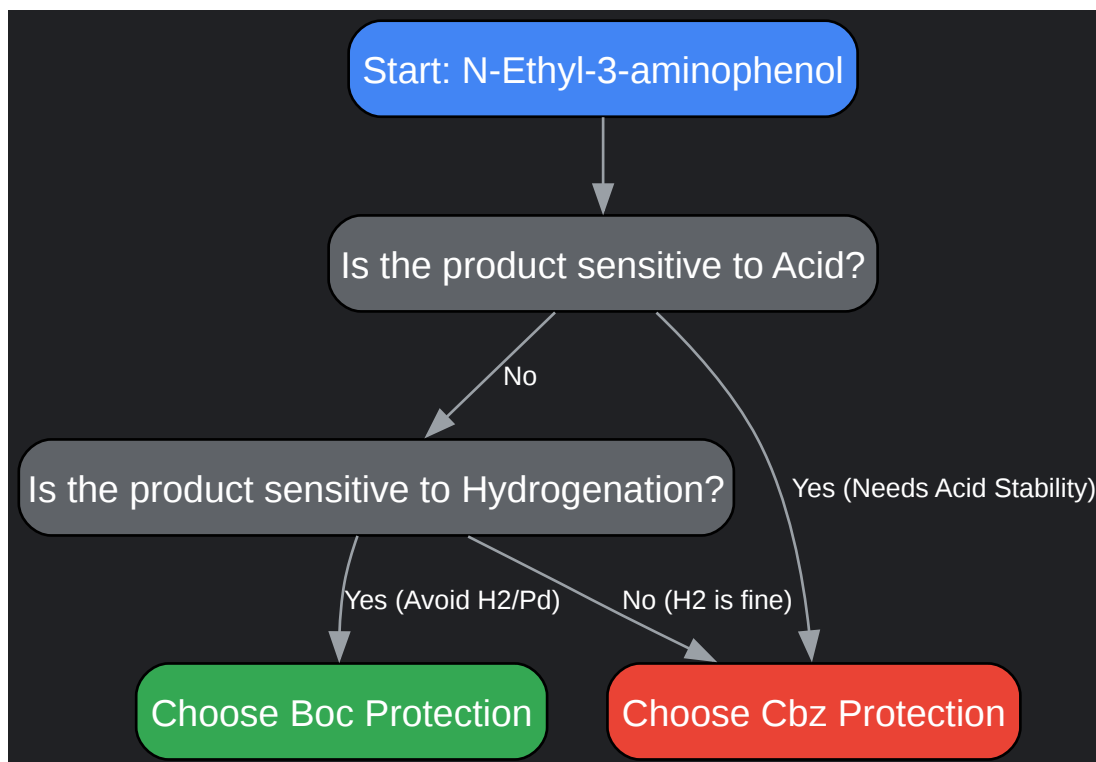 Start: N-Ethyl-3-aminophenol
Is the product sensitive to Acid?
No
Is the product sensitive to Hydrogenation?
Yes (Needs Acid Stability)
Yes (Avoid H2/Pd)
No (H2 is fine)
Choose Boc Protection
Choose Cbz Protection